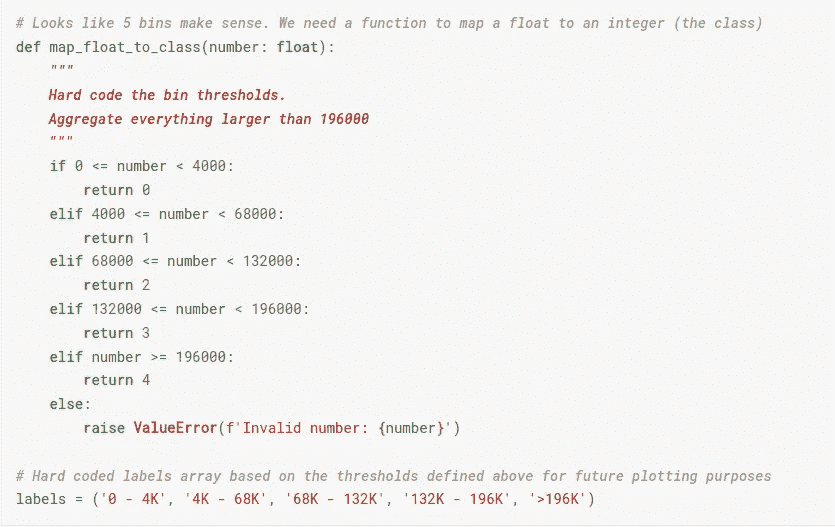 # Looks like 5 bins make sense. We need a function to map a float to an integer (the class)
def map_float_to_class(number: float):
    """
    Hard code the bin thresholds.
    Aggregate everything larger than 196000
    """
    if 0 <= number < 4000:
        return 0
    elif 4000 <= number < 68000:
        return 1
    elif 68000 <= number < 132000:
        return 2
    elif 132000 <= number < 196000:
        return 3
    elif number >= 196000:
        return 4
    else:
        raise ValueError(f'Invalid number: {number}')

# Hard coded labels array based on the thresholds defined above for future plotting purposes
labels = ('0 - 4K', '4K - 68K', '68K - 132K', '132K - 196K', '>196K')